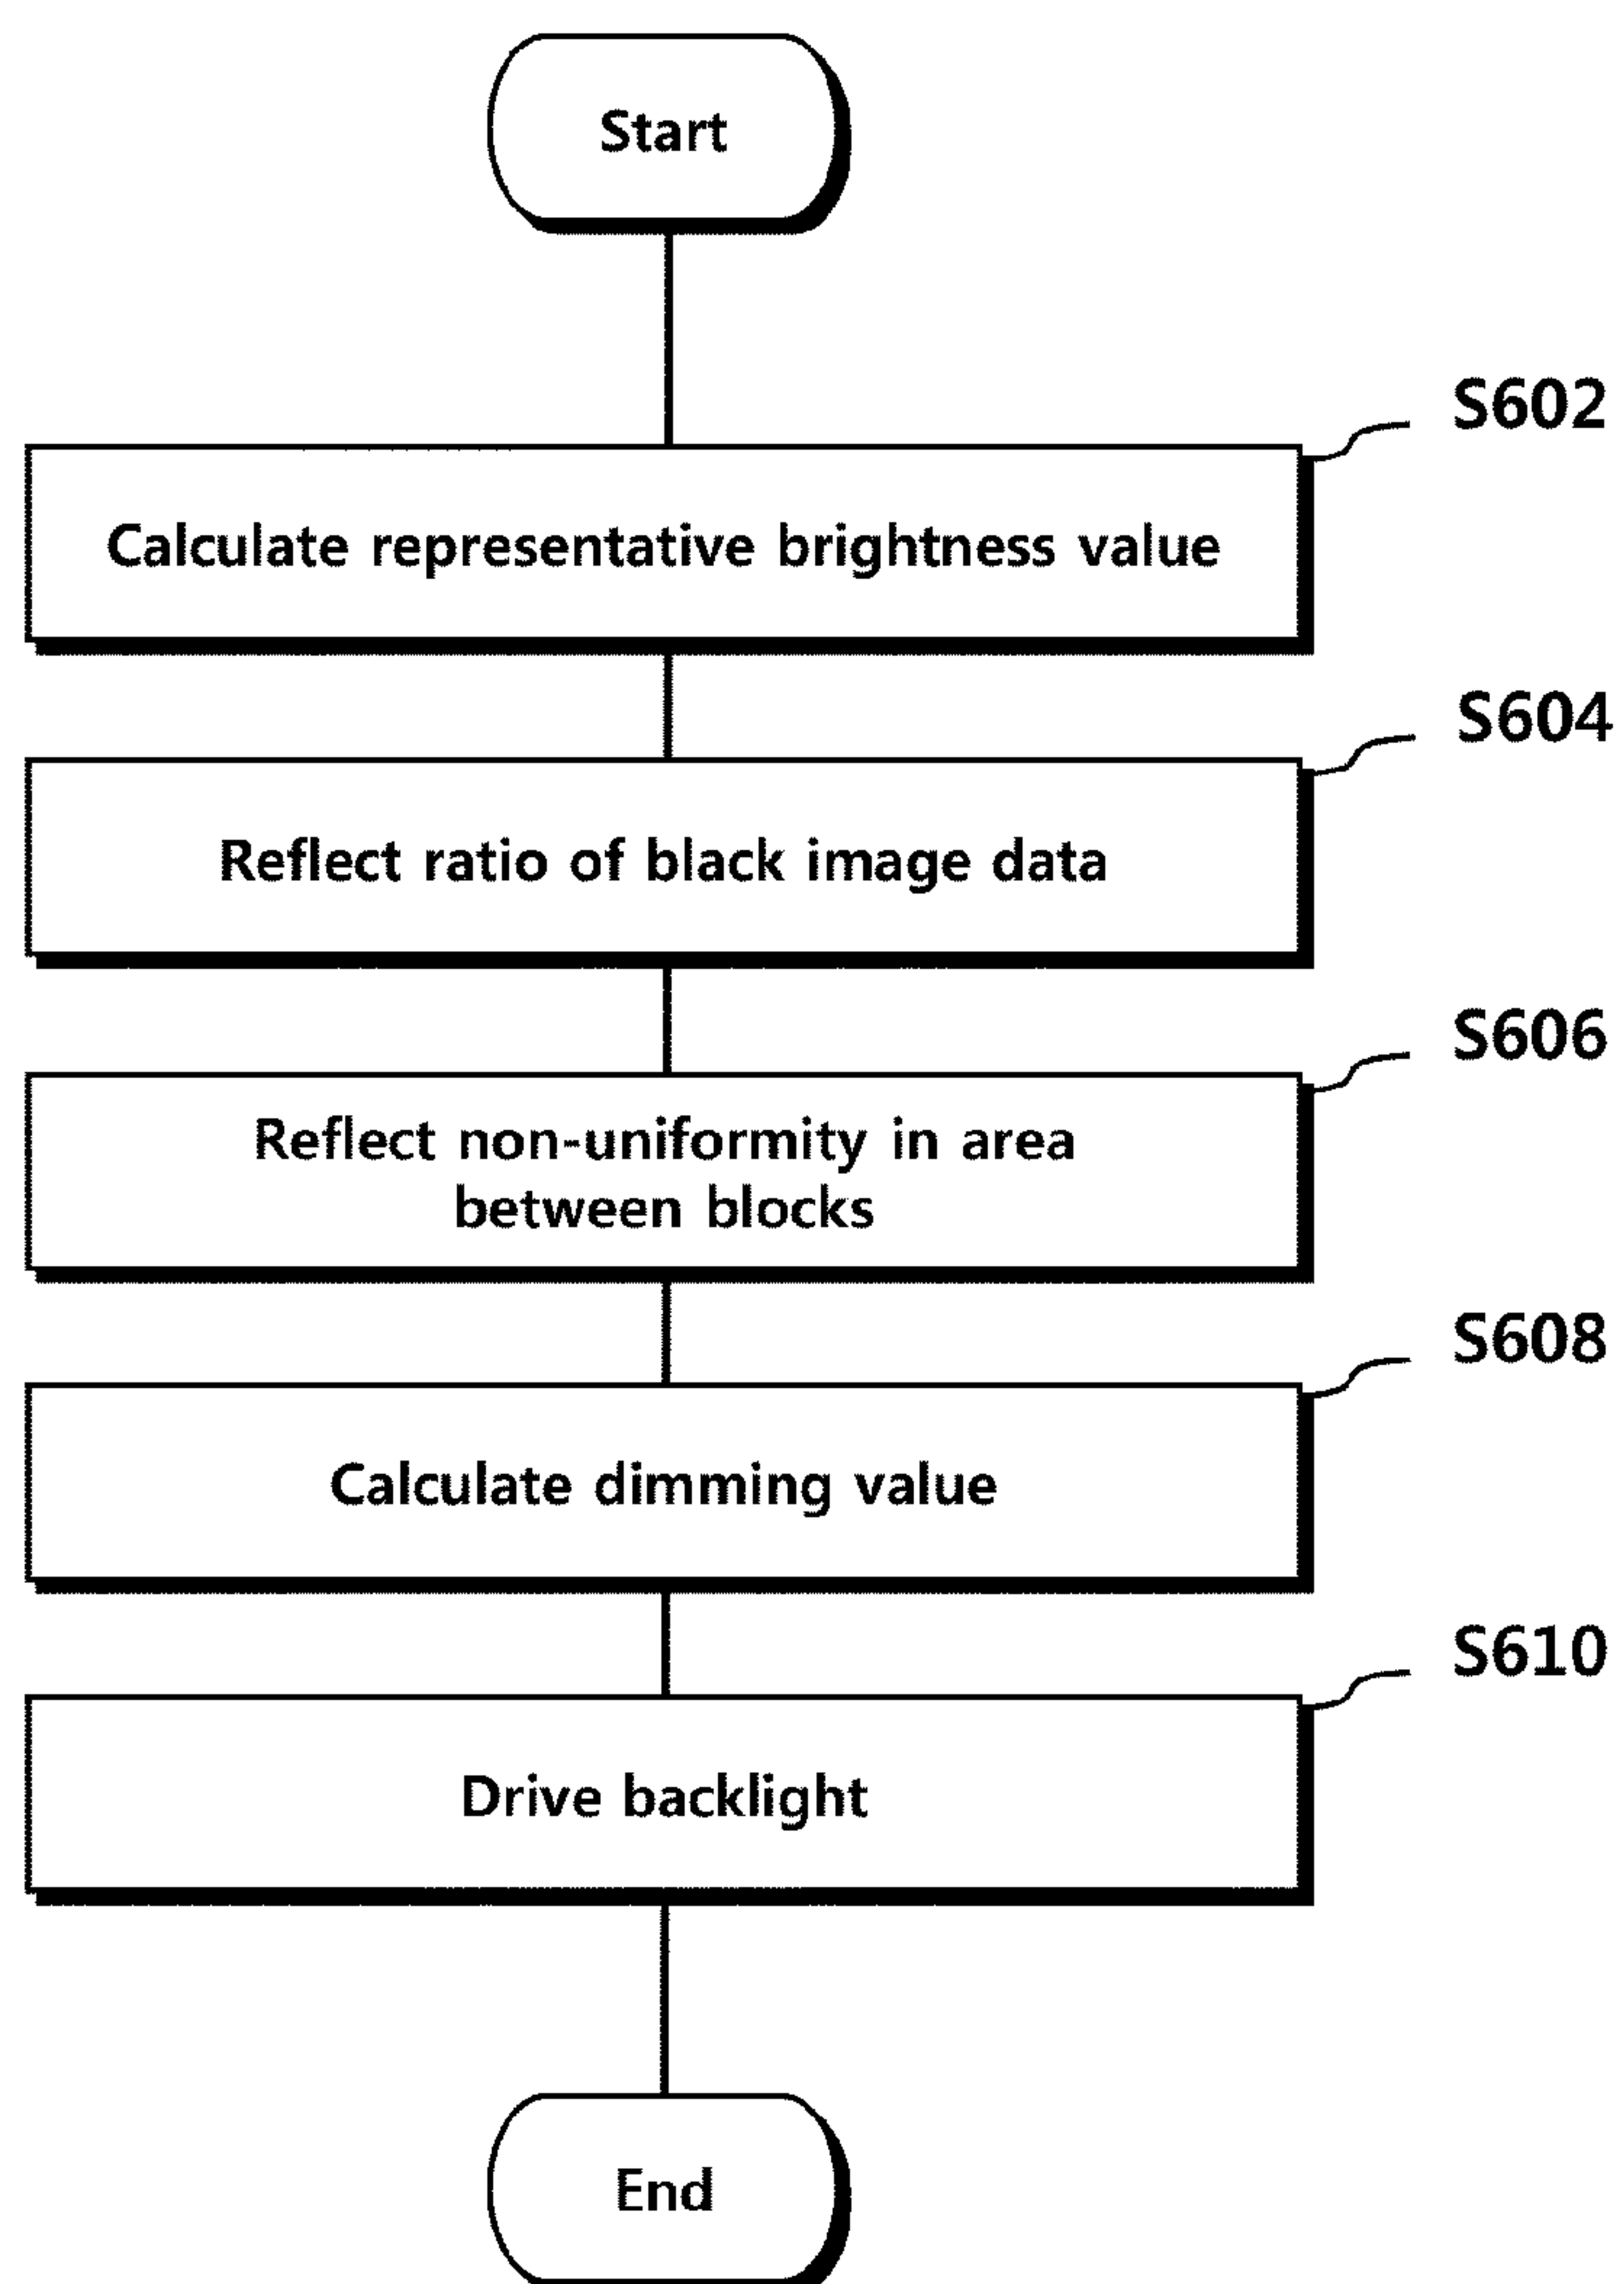 Start
S602
Calculate representative brightness value
S604
Reflect ratio of black image data
S606
Reflect non-uniformity in area
between blocks
S608
Calculate dimming value
S610
Drive backlight
End